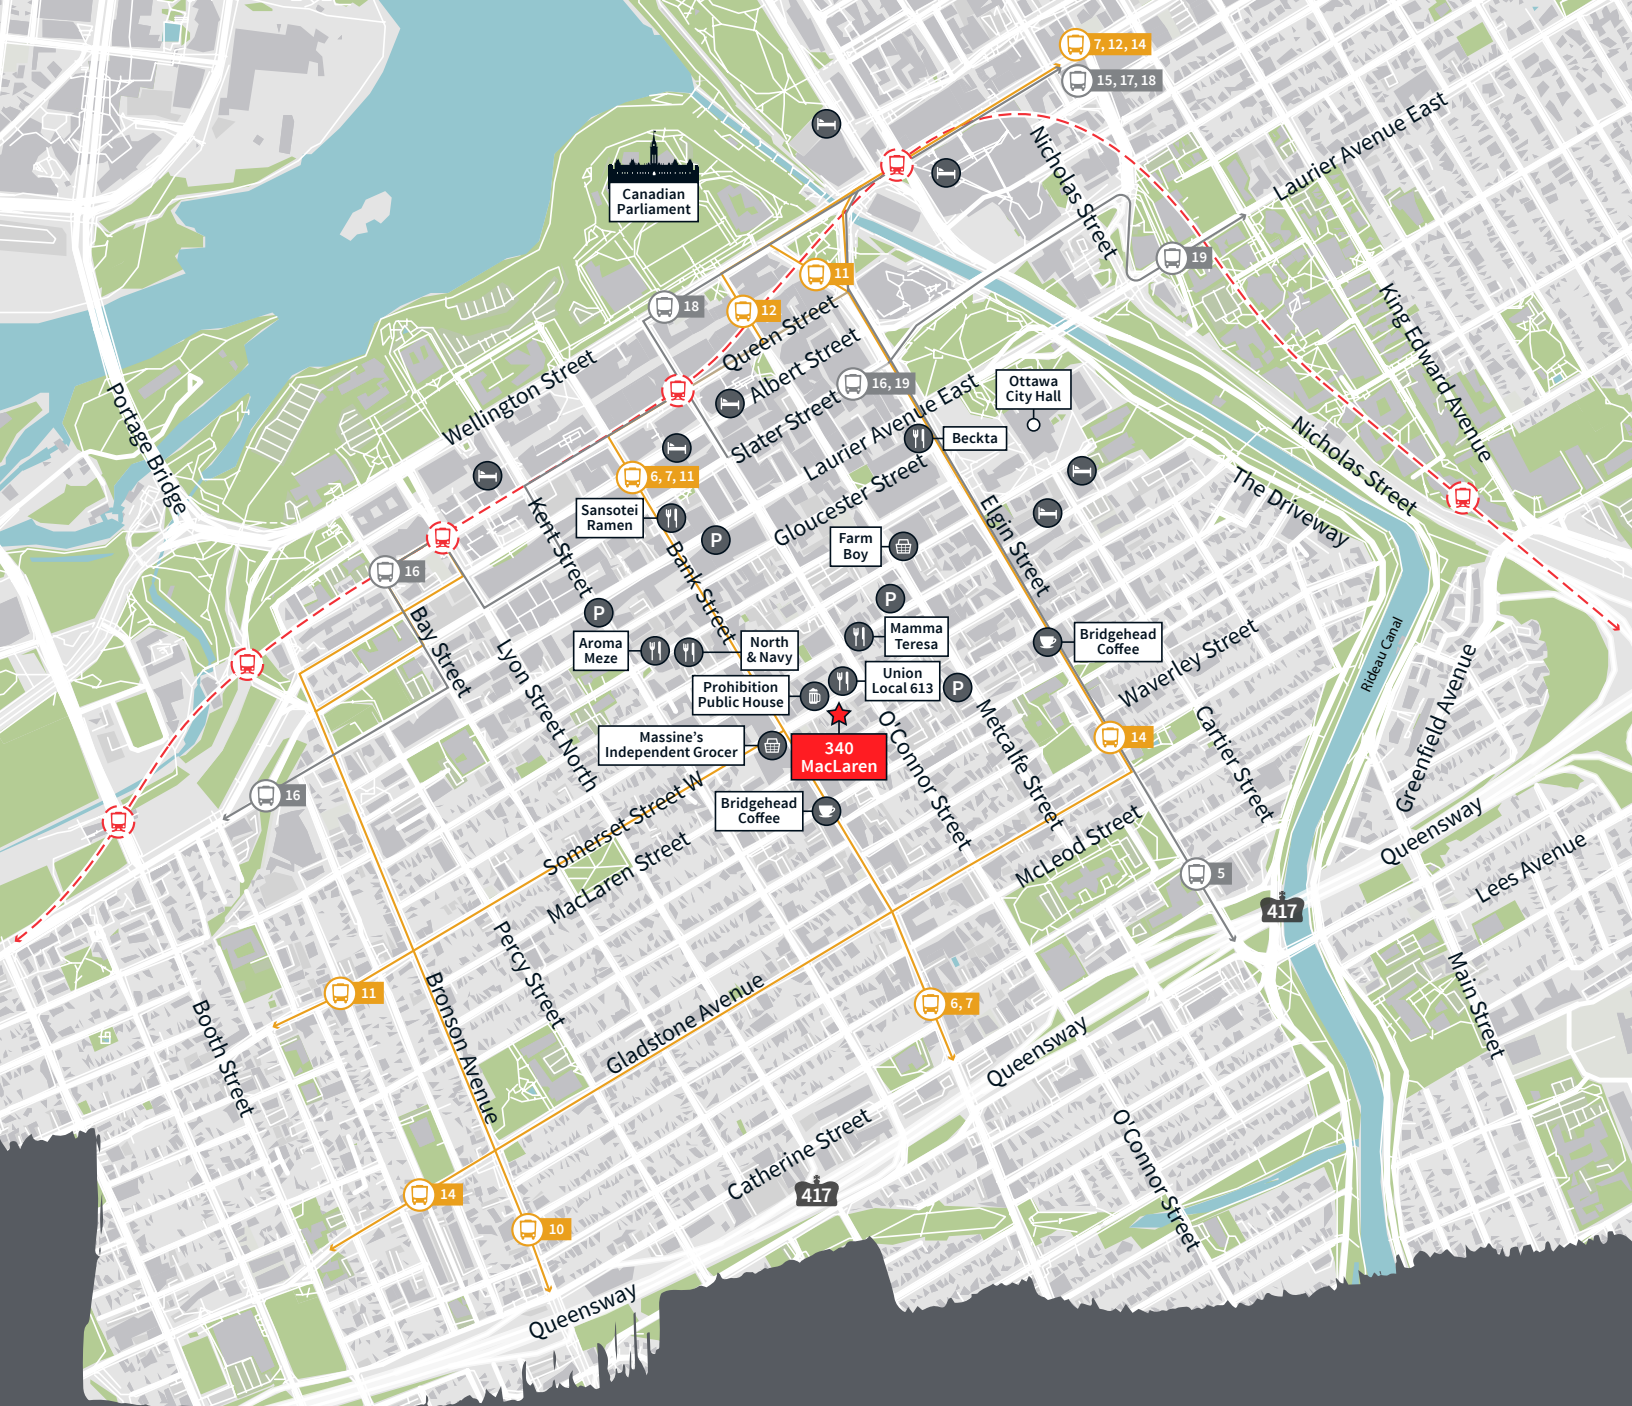 7, 12, 14
15, 17, 18
Laurier Avenue East
Nicholas Street
Canadian
Parliament
19
11
18
12
Queen Street
King Edward Avenue
Albert Street
Wellington Street
16, 19
Ottawa
City Hall
Portage Bridge
Slater Street
Laurier Avenue East
Beckta
Nicholas Street
6, 7, 11
Gloucester Street
The Driveway
Sansotei
Ramen
Kent Street
Elgin Street
P
Farm
Boy
16
Bank Street
P
P
Bay Street
Aroma
Meze
North
& Navy
Mamma
Teresa
Bridgehead
Coffee
Waverley Street
Rideau Canal
Lyon Street North
Prohibition
Public House
Union
Local 613
P
Metcalfe Street
Greenfield Avenue
Massine's
Independent Grocer
340
MacLaren
O'Connor Street
14
Cartier Street
16
Somerset Street W
Bridgehead
Coffee
McLeod Street
Queensway
MacLaren Street
5
Lees Avenue
417
Percy Street
11
Bronson Avenue
Gladstone Avenue
6, 7
Main Street
Booth Street
Queensway
Catherine Street
O'Connor Street
417
14
10
Queensway